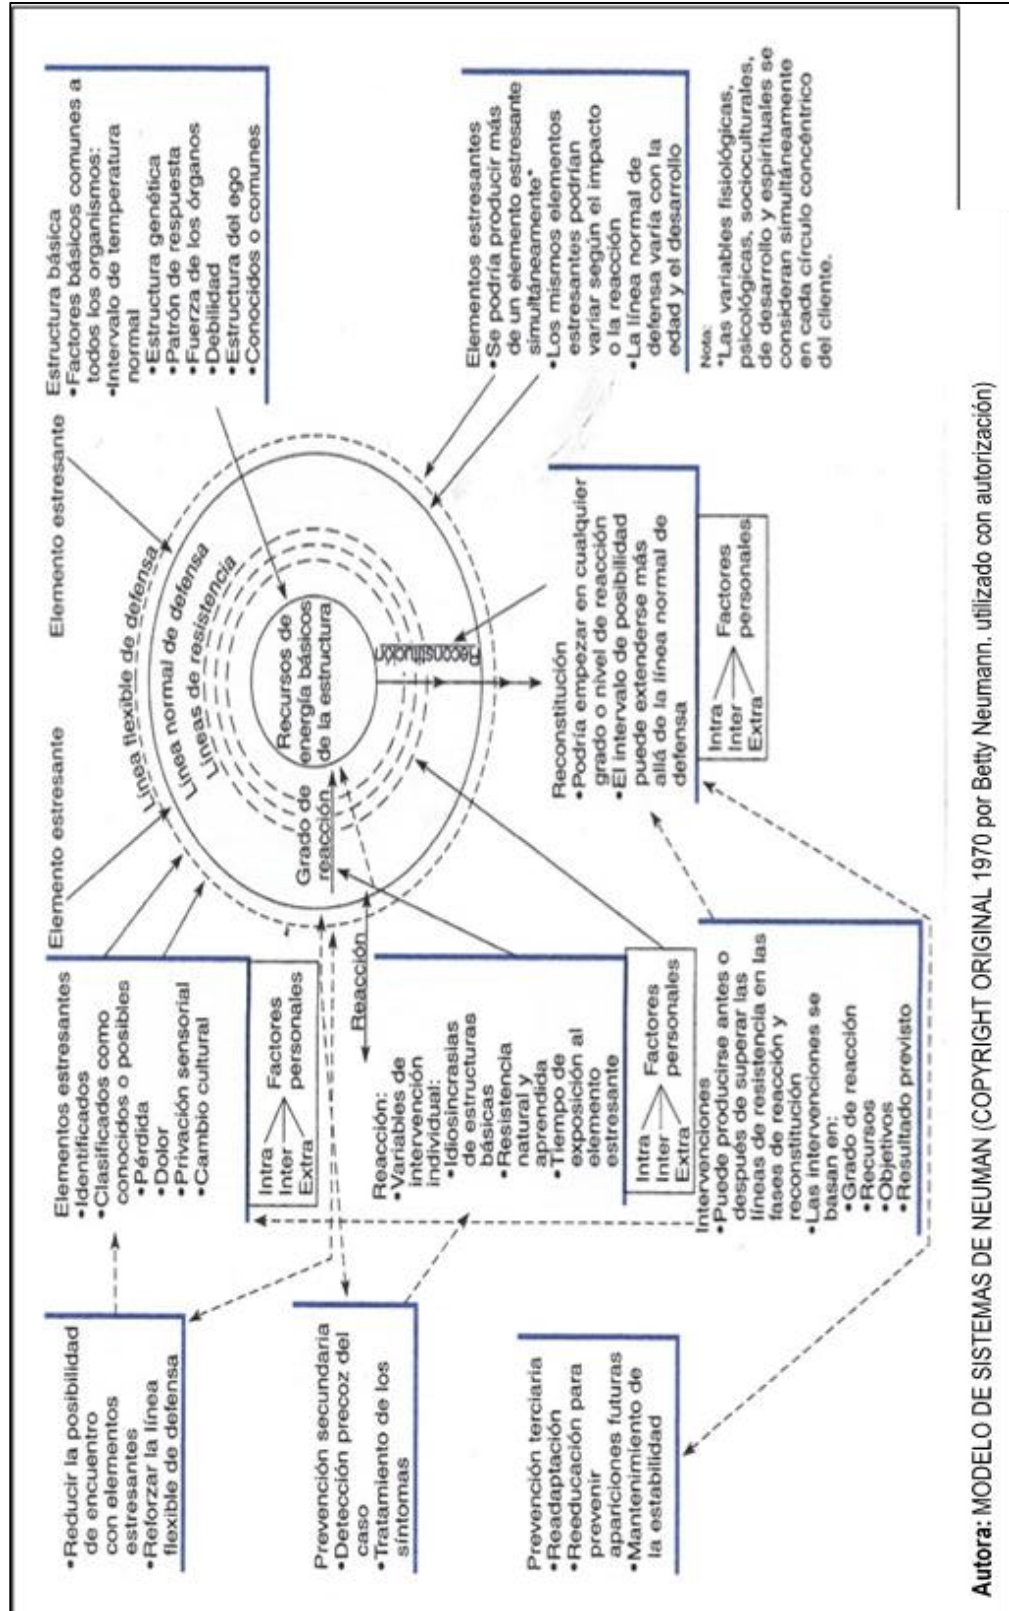 •Reducir la posibilidad
de encuentro
con elementos
estresantes
•Reforzar la línea
flexible de defensa
Prevención secundaria
•Detección precoz del
caso
•Tratamiento de los
síntomas
Prevención terciaria
•Readaptación
•Reeducación para
prevenir
apariciones futuras
•Mantenimiento de
la estabilidad
Elementos estresantes
•Identificados
•Clasificados como
conocidos o posibles
•Pérdida
•Dolor
•Privación sensorial
•Cambio cultural
Intra
Inter
Extra
Factores
personales
Reacción
Reacción:
•Variables de
intervención
individual:
•Idiosincrasias
de estructuras
básicas
•Resistencia
natural y
aprendida
•Tiempo de
exposición al
elemento
estresante
Intra
Inter
Extra
Factores
personales
Intervenciones
•Puede producirse antes o
después de superar las
líneas de resistencia en las
fases de reacción y
reconstitución
•Las intervenciones se
basan en:
•Grado de reacción
•Recursos
•Objetivos
•Resultado previsto
Elemento estresante
Elemento estresante
Línea flexible de defensa
Línea normal de defensa
Líneas de resistencia
Grado de
reacción
Recursos de
energía básicos
de la estructura
Reconstitución
Reconstitución
•Podría empezar en cualquier
grado o nivel de reacción
•El intervalo de posibilidad
puede extenderse más
allá de la línea normal de
defensa
Intra
Inter
Extra
Factores
personales
Estructura básica
•Factores básicos comunes a
todos los organismos:
•Intervalo de temperatura
normal
•Estructura genética
•Patrón de respuesta
•Fuerza de los órganos
•Debilidad
•Estructura del ego
•Conocidos o comunes
Elementos estresantes
•Se podría producir más
de un elemento estresante
simultáneamente*
•Los mismos elementos
estresantes podrían
variar según el impacto
o la reacción
•La línea normal de
defensa varía con la
edad y el desarrollo
Nota:
*Las variables fisiológicas,
psicológicas, socioculturales,
de desarrollo y espirituales se
consideran simultáneamente
en cada círculo concéntrico
del cliente.
Autora: MODELO DE SISTEMAS DE NEUMAN (COPYRIGHT ORIGINAL 1970 por Betty Neumann. utilizado con autorización)